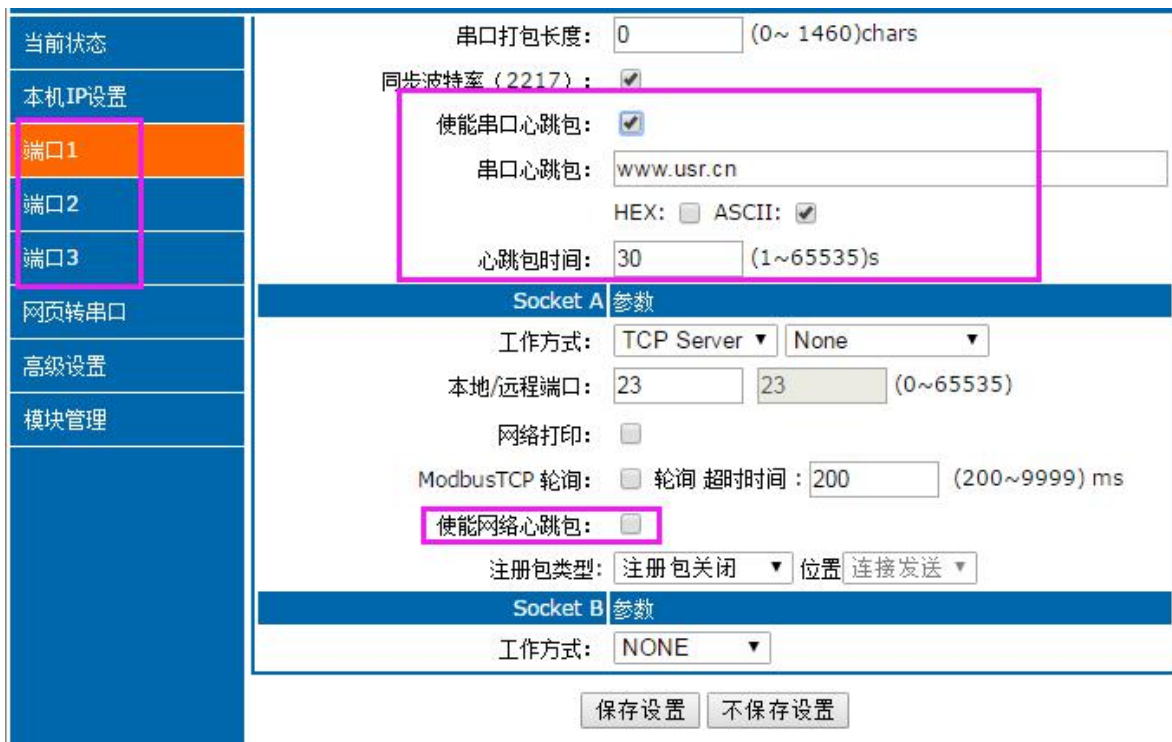 当前状态
本机IP设置
端口1
端口2
端口3
网页转串口
高级设置
模块管理
串口打包长度: 0 (0~ 1460)chars
同步波特率（2217）:
使能串口心跳包:
串口心跳包: www.usr.cn
HEX: ASCII:
心跳包时间: 30 (1~65535)s
Socket A 参数
工作方式: TCP Server None
本地/远程端口: 23 23 (0~65535)
网络打印:
ModbusTCP 轮询: 轮询 超时时间 : 200 (200~9999) ms
使能网络心跳包:
注册包类型: 注册包关闭 位置 连接发送
Socket B 参数
工作方式: NONE
保存设置 不保存设置